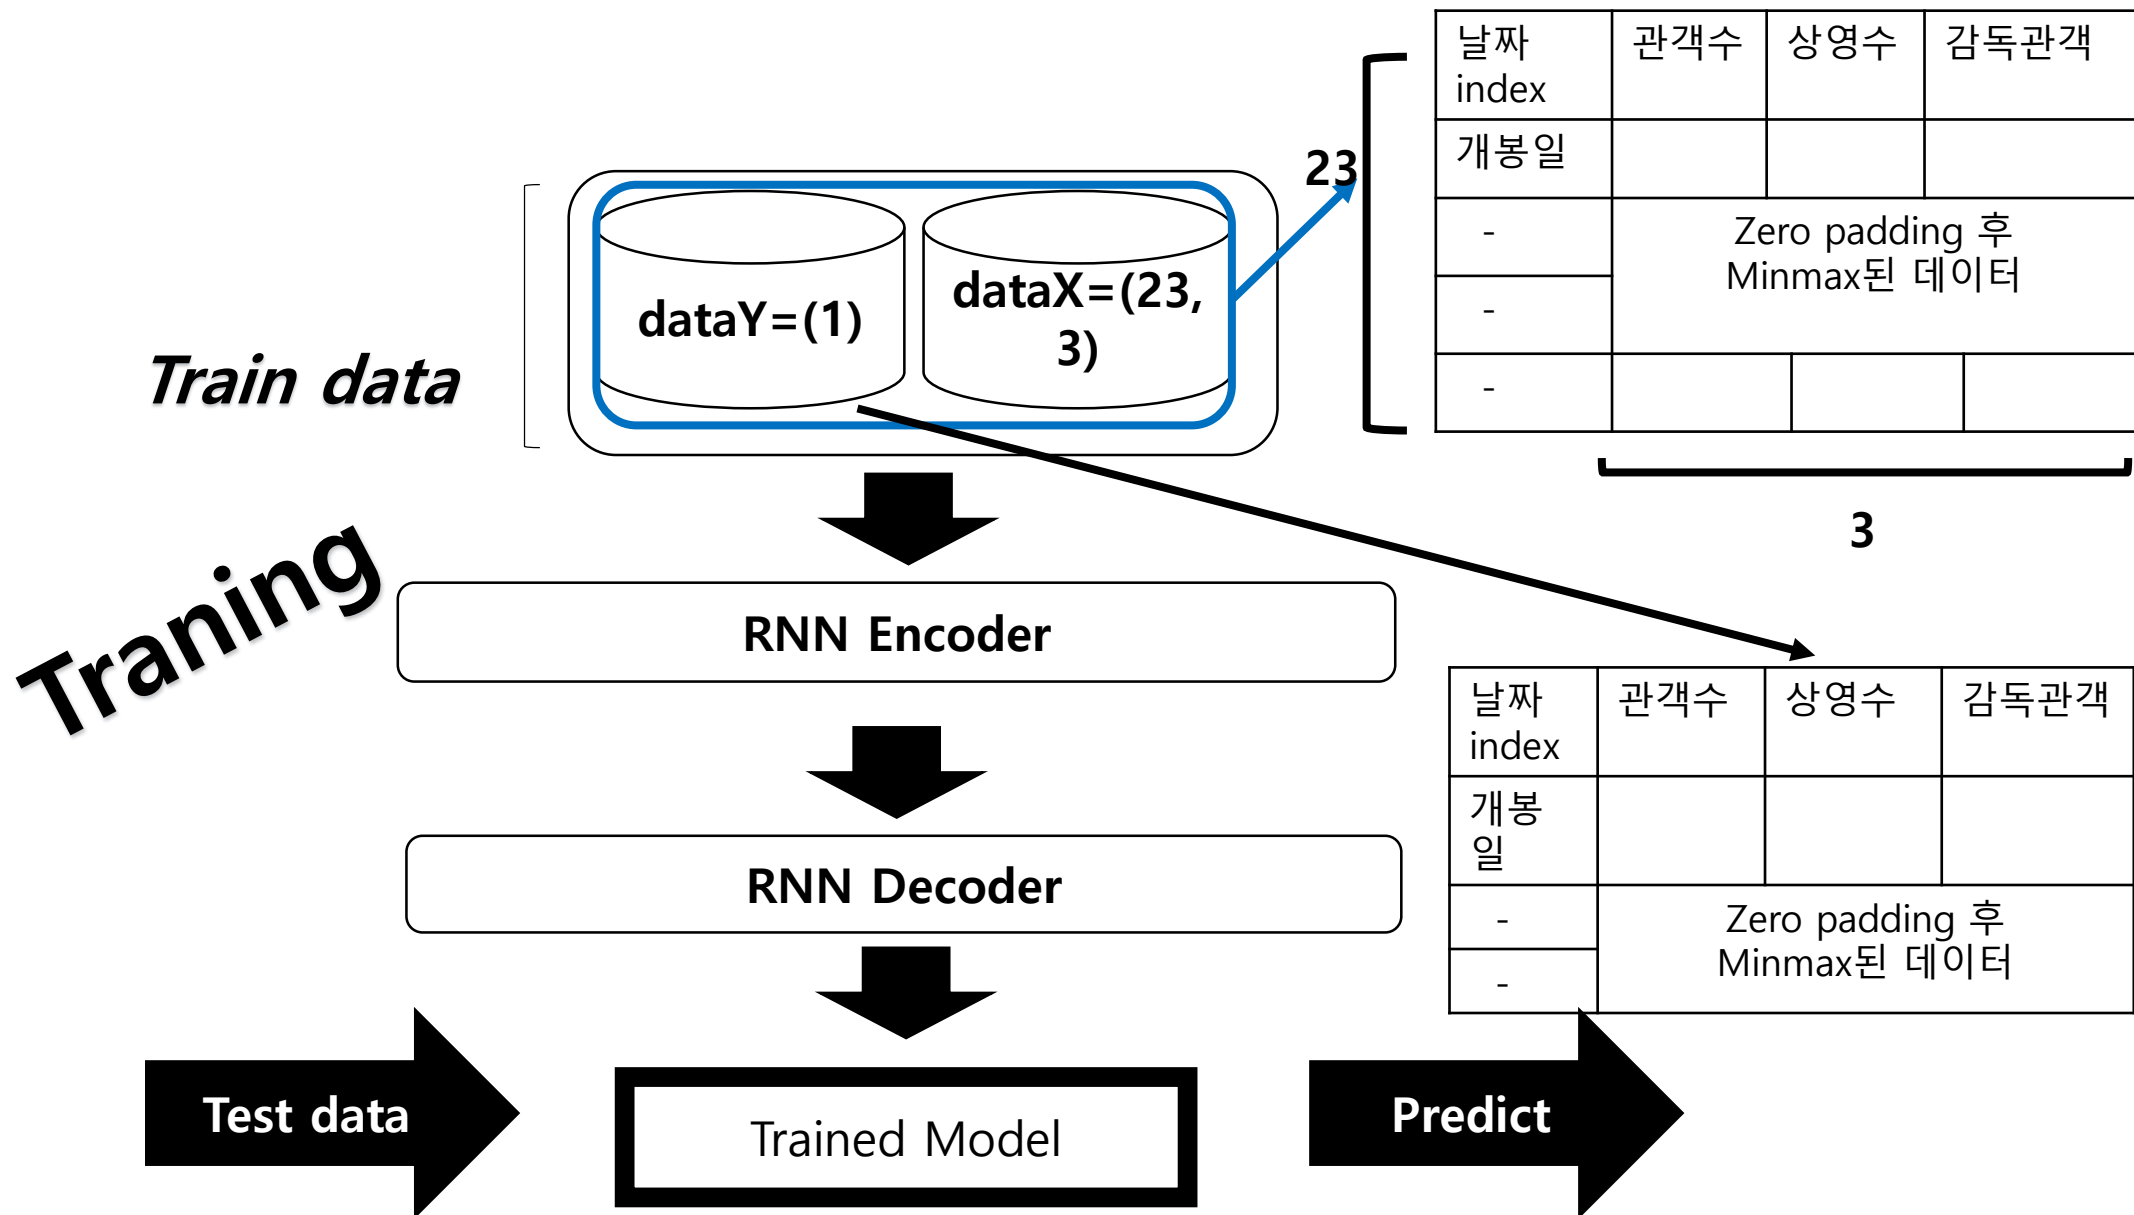 날짜
index
관객수
상영수
감독관객
개봉일
-
Zero padding 후
Minmax된 데이터
-
-
23
3
dataY=(1)
dataX=(23,
3)
Train data
Traning
RNN Encoder
RNN Decoder
날짜
index
관객수
상영수
감독관객
개봉
일
-
Zero padding 후
Minmax된 데이터
-
Test data
Trained Model
Predict